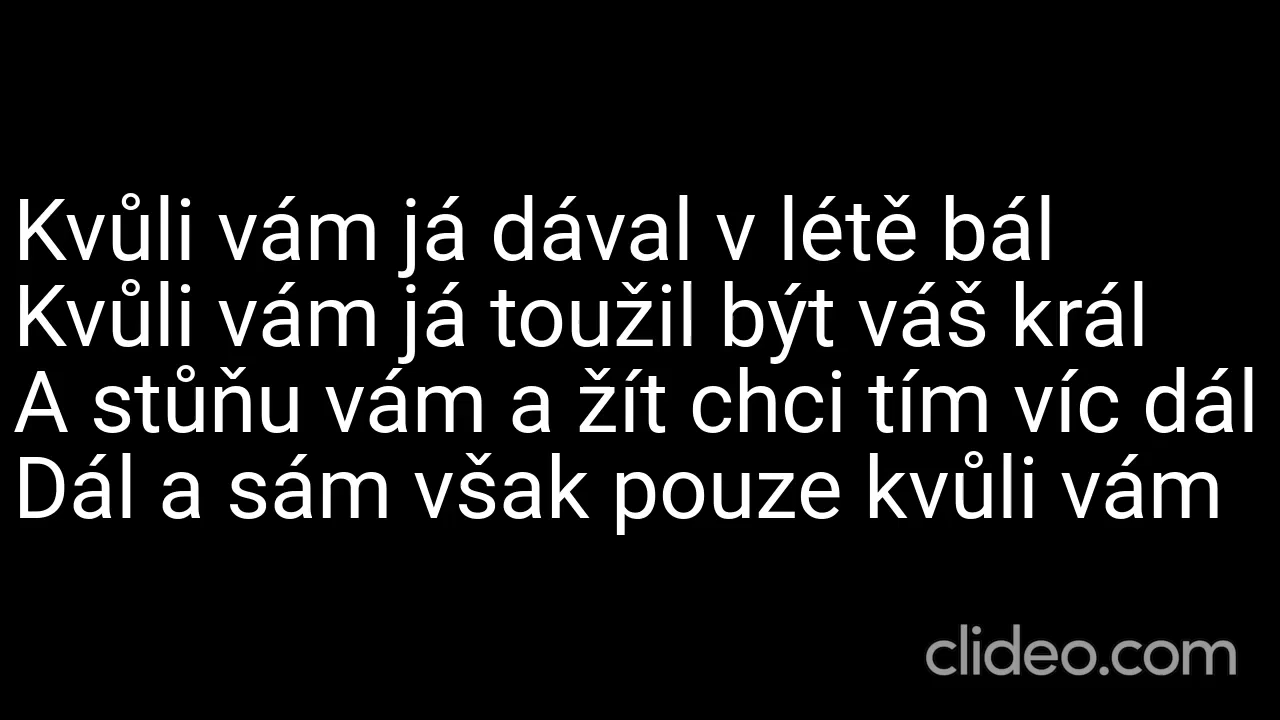 Kvůli vám já dával v létě bál
Kvůli vám já toužil být váš král
A stůňu vám a žít chci tím víc dál
Dál a sám však pouze kvůli vám
clideo.com